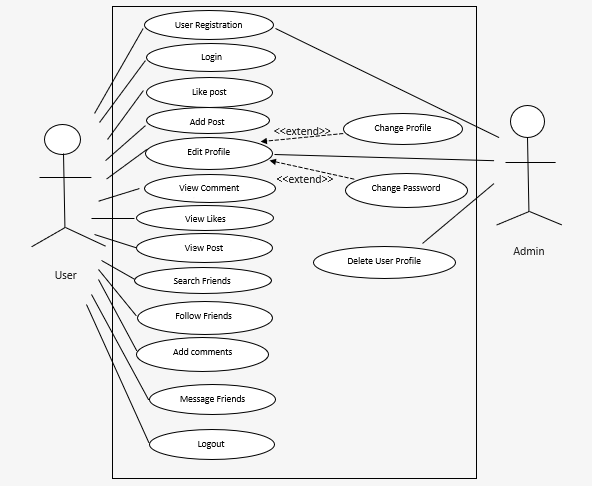 User Registration
Login
Like post
Add Post
<<extend>>
Change Profile
Edit Profile
<<extend>>
Change Password
View Comment
View Likes
View Post
Admin
Delete User Profile
User
Search Friends
Follow Friends
Add comments
Message Friends
Logout